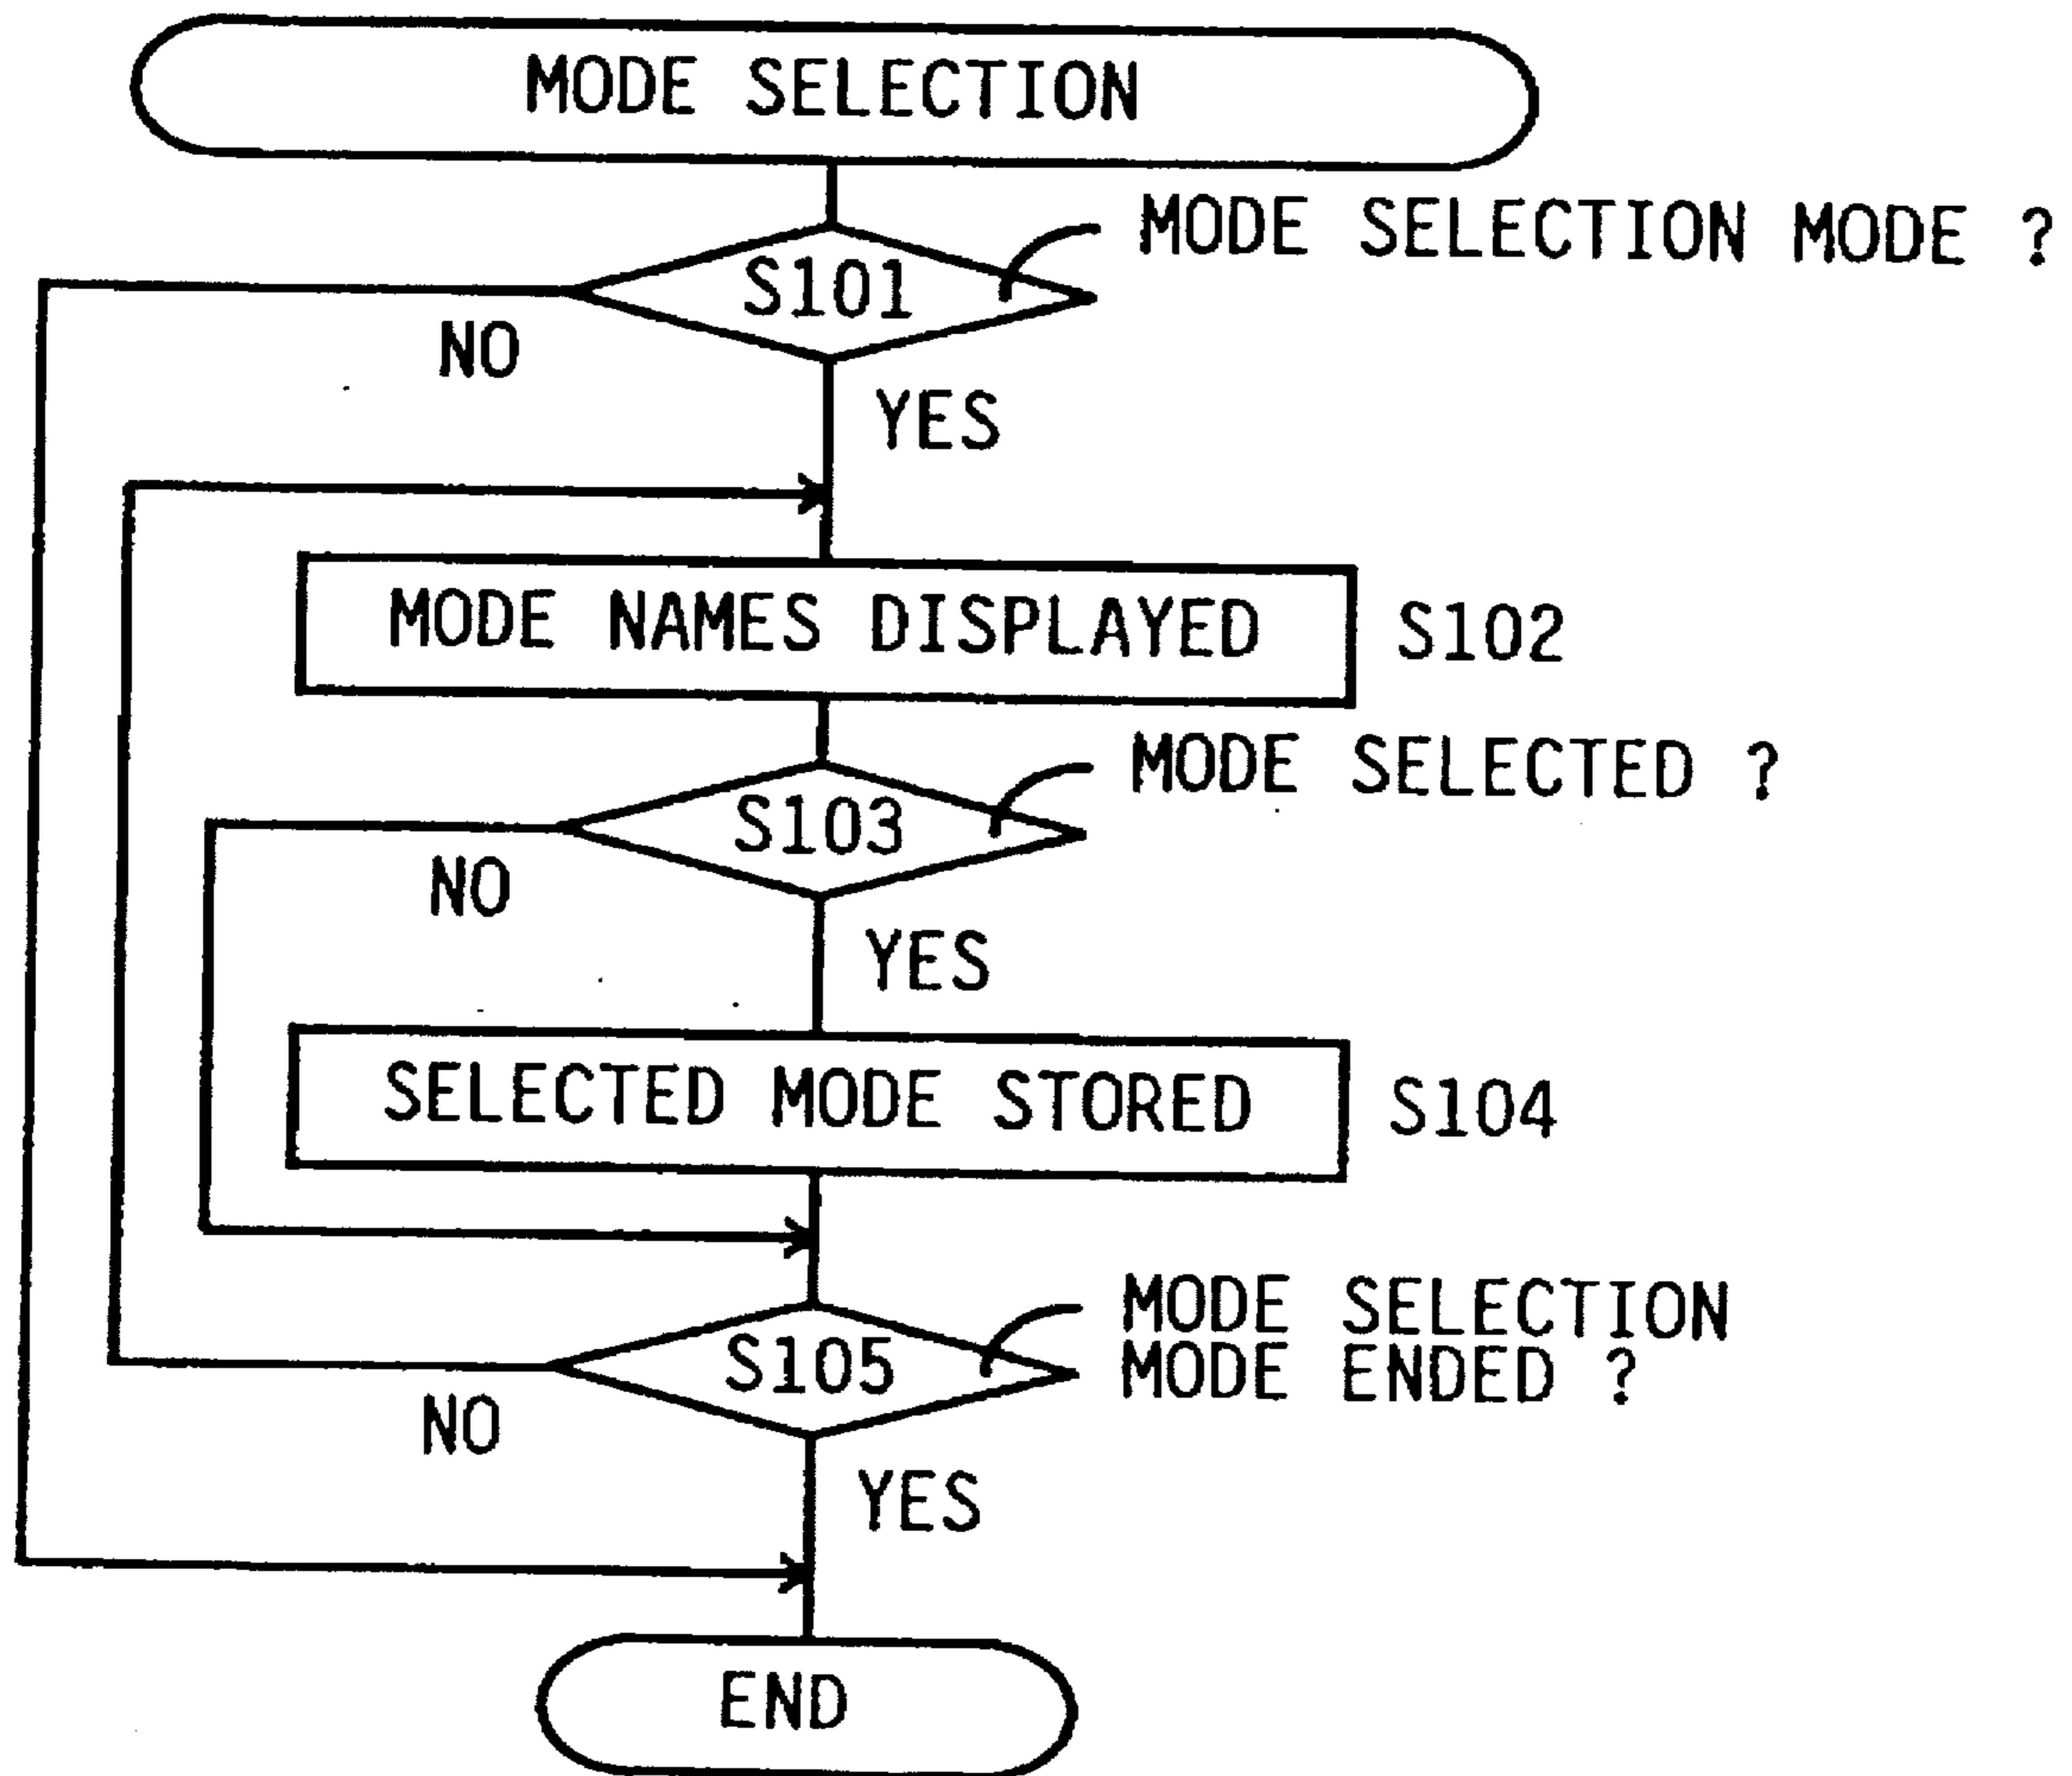 MODE SELECTION
MODE SELECTION MODE ?
S101
NO
YES
MODE NAMES DISPLAYED
S102
MODE SELECTED ?
S103
NO
YES
SELECTED MODE STORED
S104
MODE SELECTION
MODE ENDED ?
S105
NO
YES
END